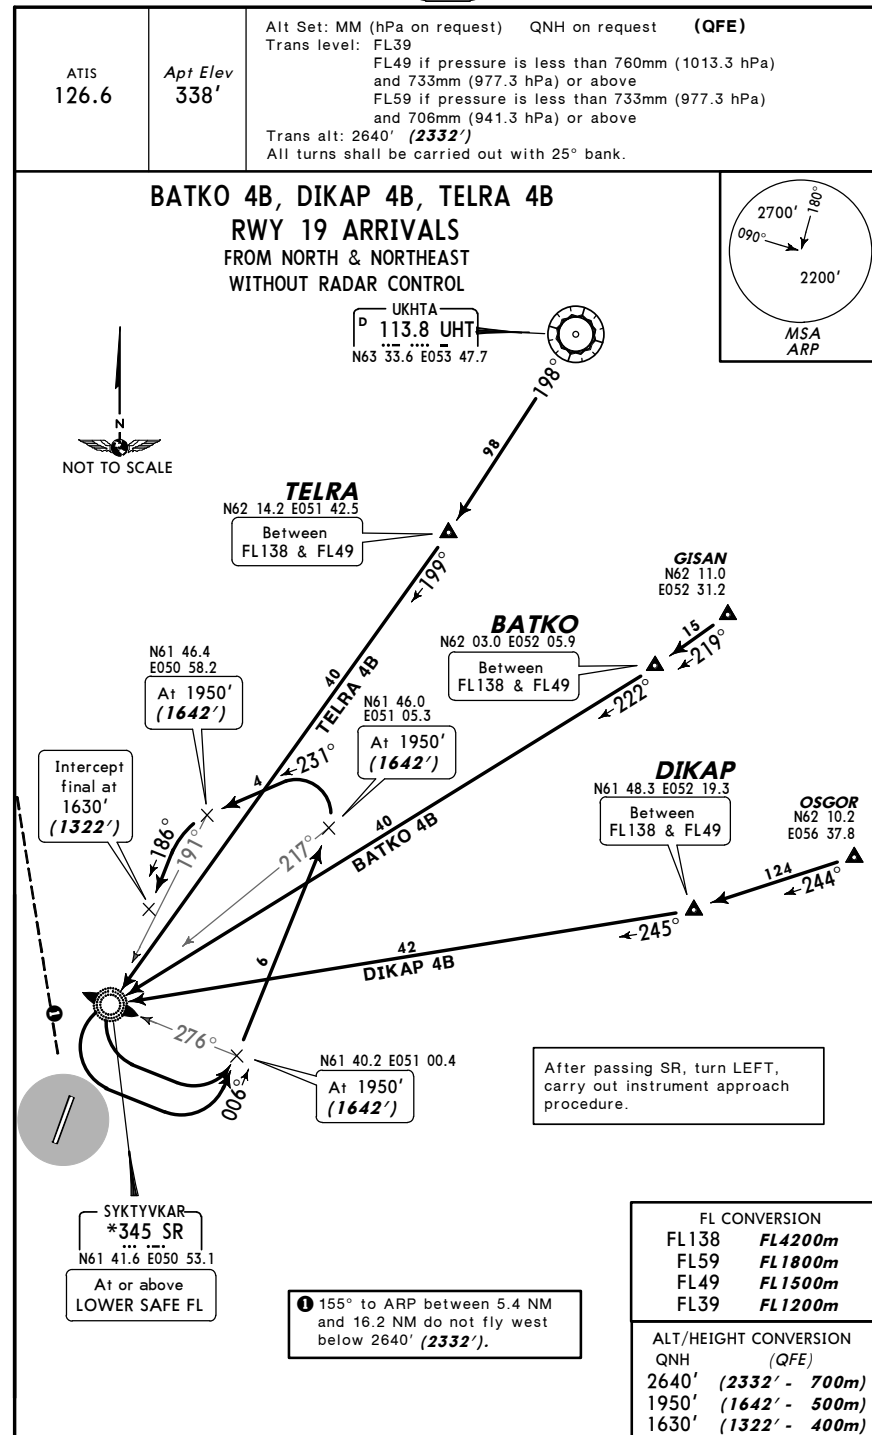 ATIS
126.6
Apt Elev
338'
Alt Set: MM (hPa on request) QNH on request (QFE)
Trans level: FL39
FL49 if pressure is less than 760mm (1013.3 hPa)
and 733mm (977.3 hPa) or above
FL59 if pressure is less than 733mm (977.3 hPa)
and 706mm (941.3 hPa) or above
Trans alt: 2640' (2332')
All turns shall be carried out with 25° bank.
BATKO 4B, DIKAP 4B, TELRA 4B
RWY 19 ARRIVALS
FROM NORTH & NORTHEAST
WITHOUT RADAR CONTROL
2700'
180°
090°
2200'
MSA
ARP
UKHTA
D 113.8 UHT
N63 33.6 E053 47.7
198°
98
N
NOT TO SCALE
TELRA
N62 14.2 E051 42.5
Between
FL138 & FL49
199°
GISAN
N62 11.0
E052 31.2
15
219°
BATKO
N62 03.0 E052 05.9
Between
FL138 & FL49
222°
N61 46.4
E050 58.2
At 1950'
(1642')
40
TELRA 4B
N61 46.0
E051 05.3
At 1950'
(1642')
Intercept
final at
1630'
(1322')
4
231°
186°
191°
217°
40
BATKO 4B
DIKAP
N61 48.3 E052 19.3
Between
FL138 & FL49
OSGOR
N62 10.2
E056 37.8
124
244°
245°
42
DIKAP 4B
6
1
276°
006°
N61 40.2 E051 00.4
At 1950'
(1642')
After passing SR, turn LEFT,
carry out instrument approach
procedure.
SYKTYVKAR
*345 SR
N61 41.6 E050 53.1
At or above
LOWER SAFE FL
1 155° to ARP between 5.4 NM
and 16.2 NM do not fly west
below 2640' (2332').
FL CONVERSION
FL138 FL4200m
FL59 FL1800m
FL49 FL1500m
FL39 FL1200m
ALT/HEIGHT CONVERSION
QNH (QFE)
2640' (2332' - 700m)
1950' (1642' - 500m)
1630' (1322' - 400m)